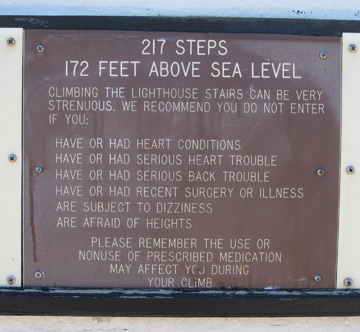 217 STEPS
172 FEET ABOVE SEA LEVEL
CLIMBING THE LIGHTHOUSE STAIRS CAN BE VERY
STRENUOUS. WE RECOMMEND YOU DO NOT ENTER
IF YOU:
HAVE OR HAD HEART CONDITIONS
HAVE OR HAD SERIOUS HEART TROUBLE
HAVE OR HAD SERIOUS BACK TROUBLE
HAVE OR HAD RECENT SURGERY OR ILLNESS
ARE SUBJECT TO DIZZINESS
ARE AFRAID OF HEIGHTS
PLEASE REMEMBER THE USE OR
NONUSE OF PRESCRIBED MEDICATION
MAY AFFECT YOU DURING
YOUR CLIMB